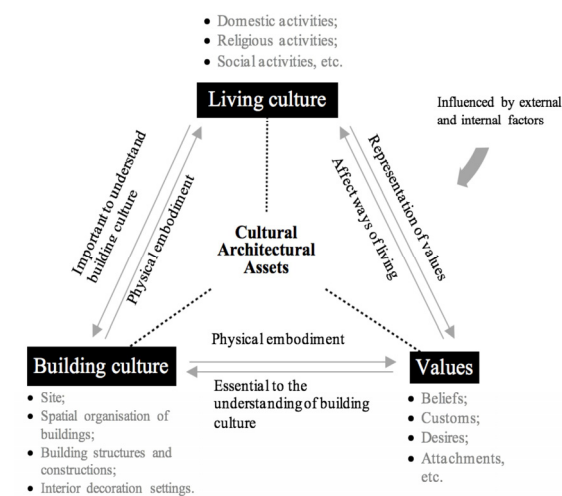 • Domestic activities;
• Religious activities;
• Social activities, etc.
Living culture
Influenced by external
and internal factors
Important to understand
building culture
Physical embodiment
Representation of values
Affect ways of living
Cultural
Architectural
Assets
Physical embodiment
Building culture
Values
Essential to the
understanding of building
culture
• Site;
• Spatial organisation of
buildings;
• Building structures and
constructions;
• Interior decoration settings.
• Beliefs;
• Customs;
• Desires;
• Attachments,
etc.